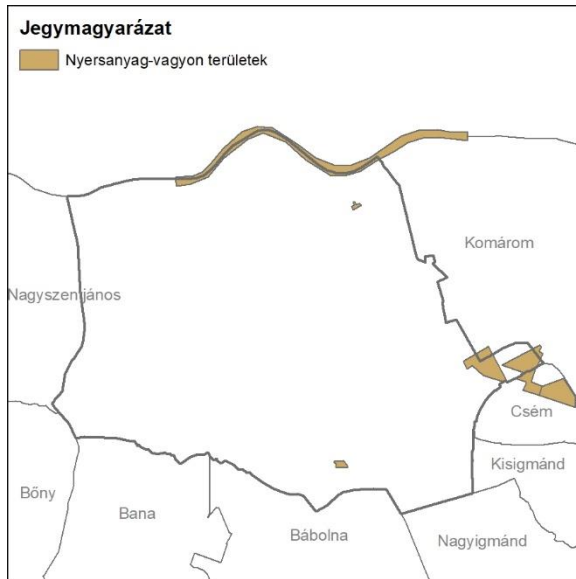 Jegymagyarázat
Nyersanyag-vagyon területek
Komárom
Nagyszentjános
Csém
Kisigmánd
Bőny
Bana
Bábolna
Nagyigmánd